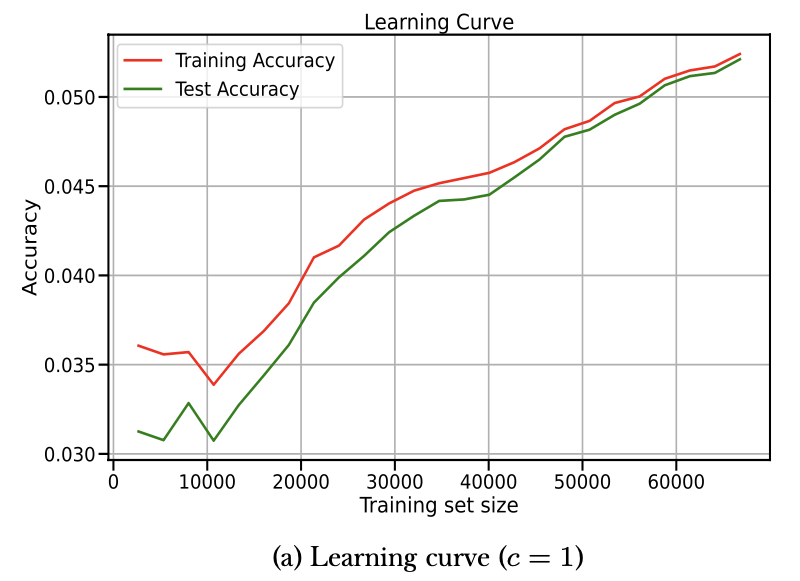 Learning Curve
Training Accuracy
Test Accuracy
0.050
0.045
0.040
0.035
0.030
Accuracy
0 10000 20000 30000 40000 50000 60000
Training set size
(a) Learning curve (c = 1)